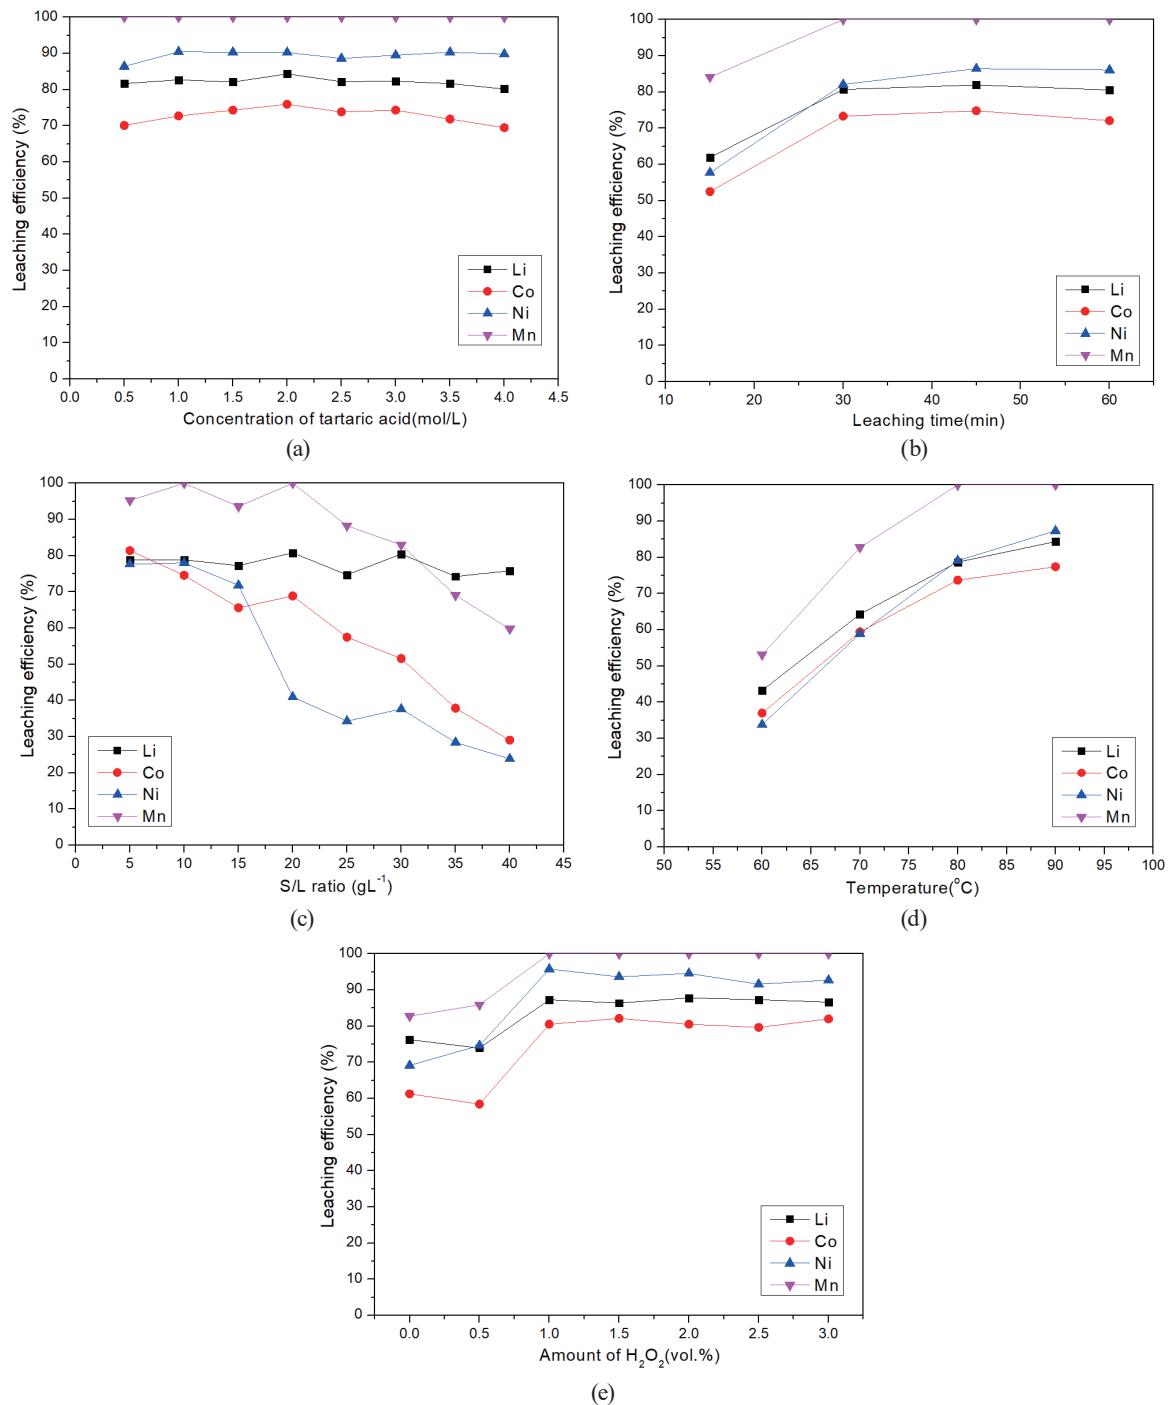 100
90
80
70
60
50
40
30
20
10
0
Leaching efficiency (%)
Li
Co
Ni
Mn
0.0 0.5 1.0 1.5 2.0 2.5 3.0 3.5 4.0 4.5
Concentration of tartaric acid(mol/L)
(a)
100
90
80
70
60
50
40
30
20
10
0
Leaching efficiency (%)
Li
Co
Ni
Mn
10 20 30 40 50 60
Leaching time(min)
(b)
100
90
80
70
60
50
40
30
20
10
0
Leaching efficiency (%)
Li
Co
Ni
Mn
0 5 10 15 20 25 30 35 40 45
S/L ratio (gL⁻¹)
(c)
100
90
80
70
60
50
40
30
20
10
0
Leaching efficiency (%)
Li
Co
Ni
Mn
50 55 60 65 70 75 80 85 90 95 100
Temperature(°C)
(d)
100
90
80
70
60
50
40
30
20
10
0
Leaching efficiency (%)
Li
Co
Ni
Mn
0.0 0.5 1.0 1.5 2.0 2.5 3.0
Amount of H₂O₂(vol.%)
(e)